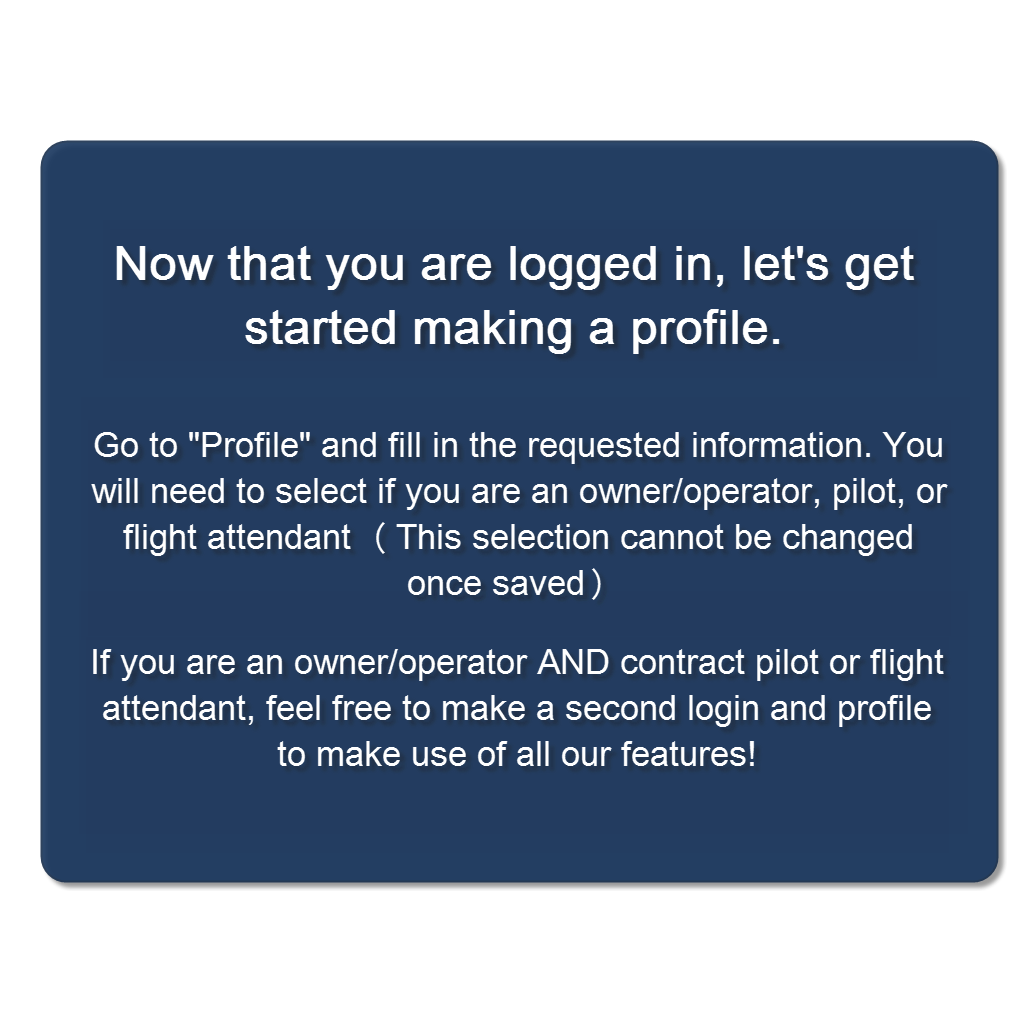 Now that you are logged in, let's get
started making a profile.
Go to "Profile" and fill in the requested information. You
will need to select if you are an owner/operator, pilot, or
flight attendant （This selection cannot be changed
once saved）
If you are an owner/operator AND contract pilot or flight
attendant, feel free to make a second login and profile
to make use of all our features!